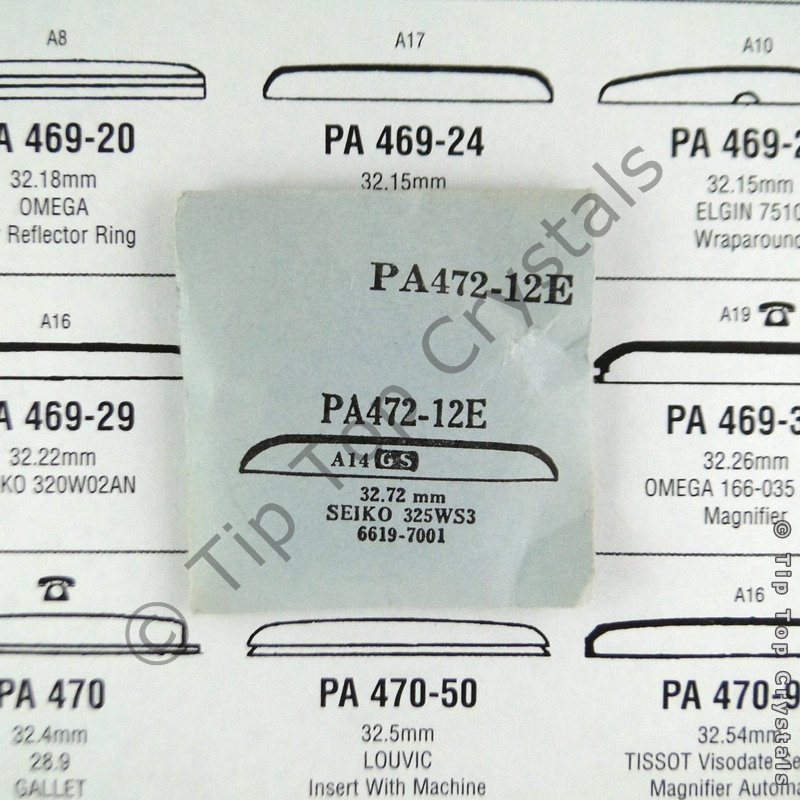 A8
A17
A10
A 469-20
PA 469-24
PA 469-2
32.18mm
32.15mm
32.15mm
OMEGA
ELGIN 7510
Reflector Ring
Wraparound
PA472-12E
A16
A19
PA472-12E
A14 GS
32.72 mm
SEIKO 325WS3
6619-7001
A 469-29
PA 469-3
32.22mm
32.26mm
KO 320W02AN
OMEGA 166-035
Magnifier
A16
PA 470
PA 470-50
PA 470-9
32.4mm
32.5mm
32.54mm
28.9
LOUVIC
TISSOT Visodate Se
GALLET
Insert With Machine
Magnifier Automa
© Tip Top Crystals
© Tip Top Crystals